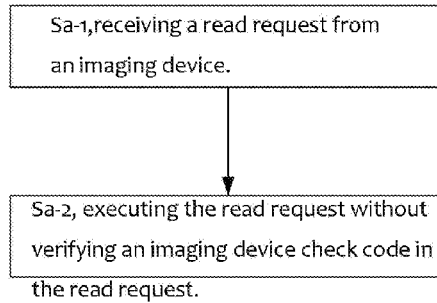 Sa-1,receiving a read request from
an imaging device.
Sa-2, executing the read request without
verifying an imaging device check code in
the read request.